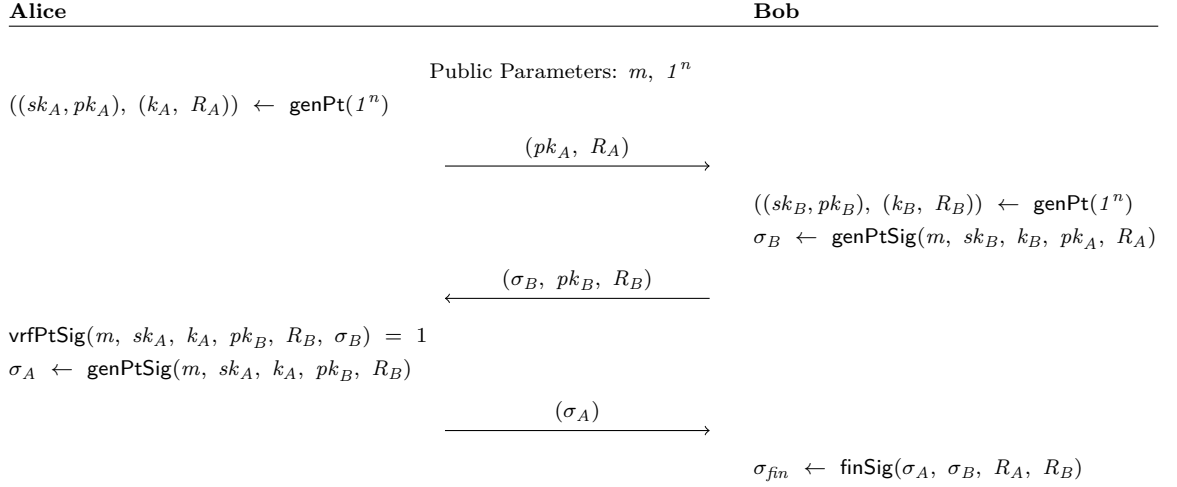 Alice Bob
Public Parameters: m, 1^n
((sk_A, pk_A), (k_A, R_A)) ← genPt(1^n)
(pk_A, R_A)
((sk_B, pk_B), (k_B, R_B)) ← genPt(1^n)
σ_B ← genPtSig(m, sk_B, k_B, pk_A, R_A)
(σ_B, pk_B, R_B)
vrfPtSig(m, sk_A, k_A, pk_B, R_B, σ_B) = 1
σ_A ← genPtSig(m, sk_A, k_A, pk_B, R_B)
(σ_A)
σ_fin ← finSig(σ_A, σ_B, R_A, R_B)